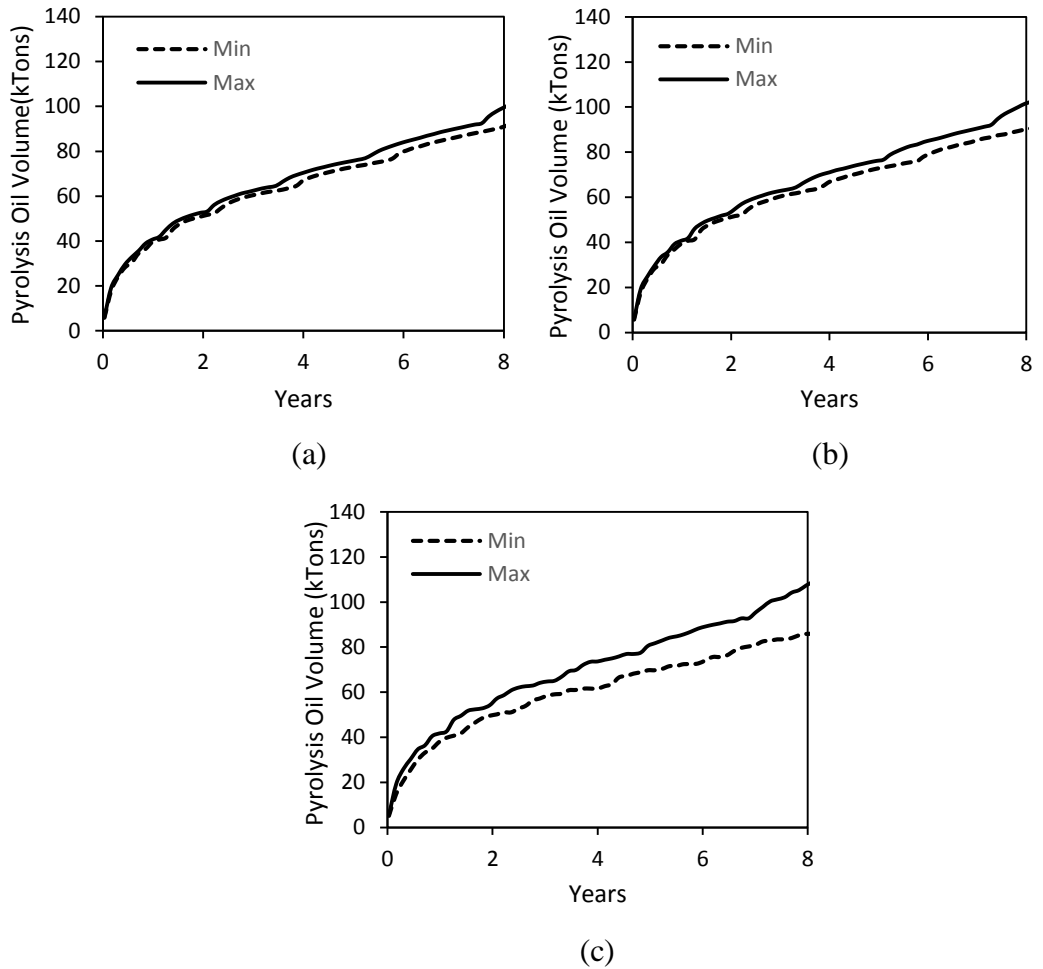 140
120
100
80
60
40
20
0
Pyrolysis Oil Volume(kTons)
Min
Max
0 2 4 6 8
Years
(a)
140
120
100
80
60
40
20
0
Pyrolysis Oil Volume (kTons)
Min
Max
0 2 4 6 8
Years
(b)
140
120
100
80
60
40
20
0
Pyrolysis Oil Volume (kTons)
Min
Max
0 2 4 6 8
Years
(c)